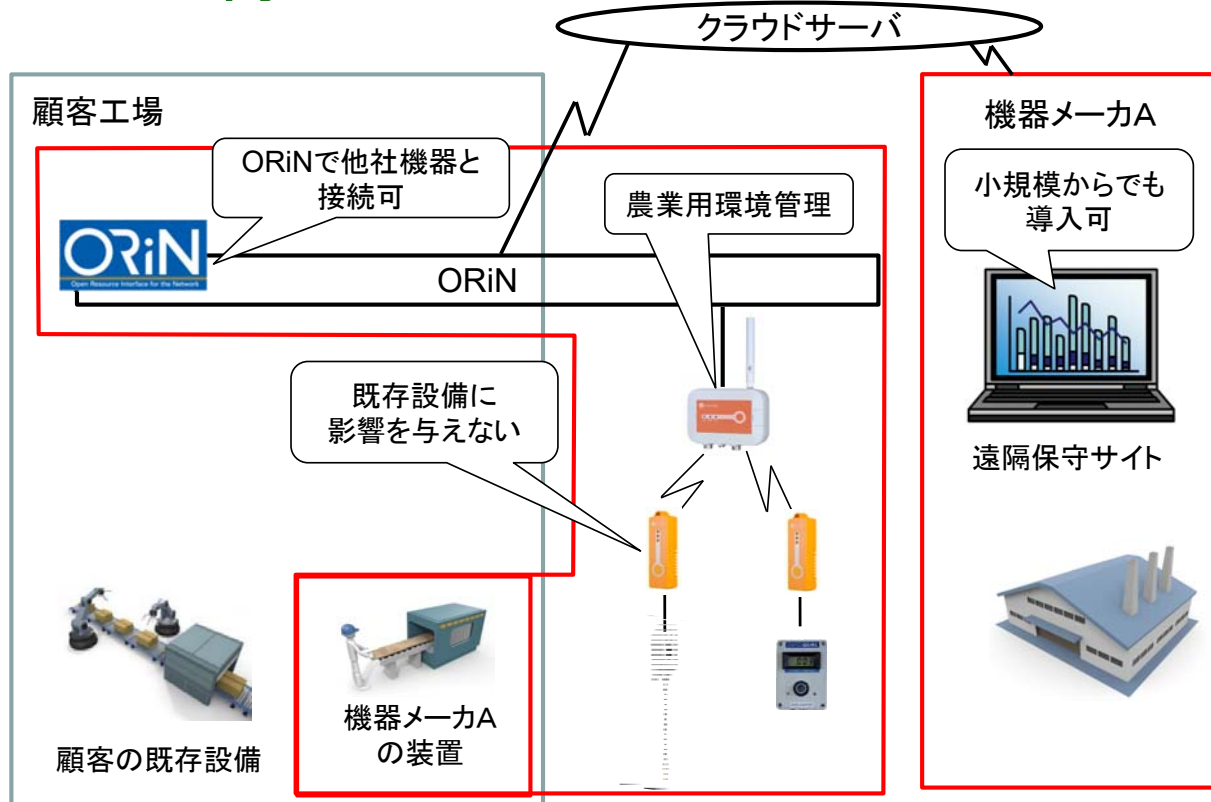 クラウドサーバ
顧客工場
機器メーカA
ORiNで他社機器と
接続可
農業用環境管理
小規模からでも
導入可
ORiN
Open Resource Interface for the Network
ORiN
既存設備に
影響を与えない
遠隔保守サイト
機器メーカA
の装置
顧客の既存設備